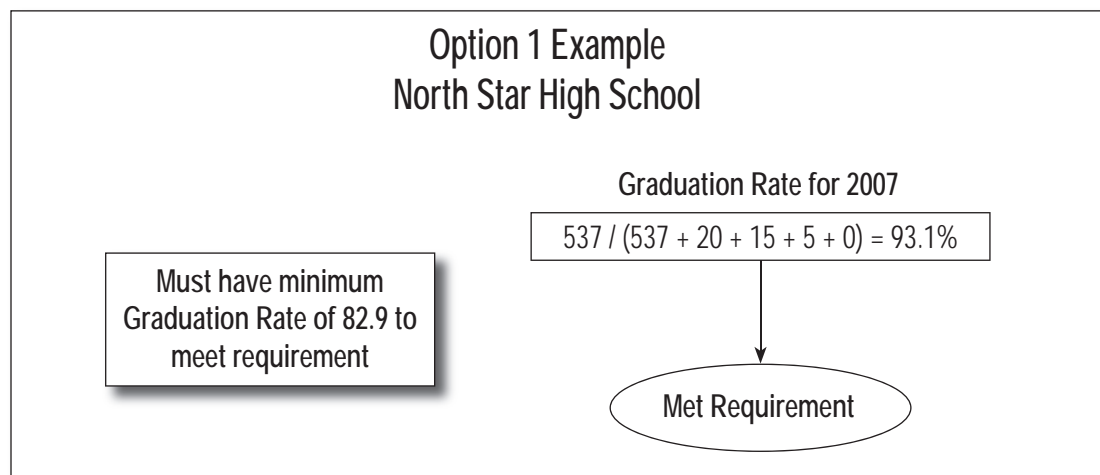 Option 1 Example
North Star High School
Graduation Rate for 2007
537 / (537 + 20 + 15 + 5 + 0) = 93.1%
Must have minimum
Graduation Rate of 82.9 to
meet requirement
Met Requirement